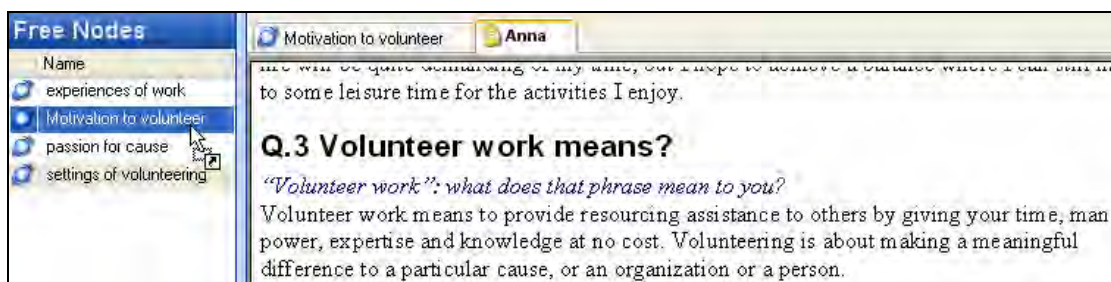 Free Nodes
Name
experiences of work
Motivation to volunteer
passion for cause
settings of volunteering
Motivation to volunteer
Anna
to some leisure time for the activities I enjoy.
Q.3 Volunteer work means?
“Volunteer work”: what does that phrase mean to you?
Volunteer work means to provide resourcing assistance to others by giving your time, man
power, expertise and knowledge at no cost. Volunteering is about making a meaningful
difference to a particular cause, or an organization or a person.